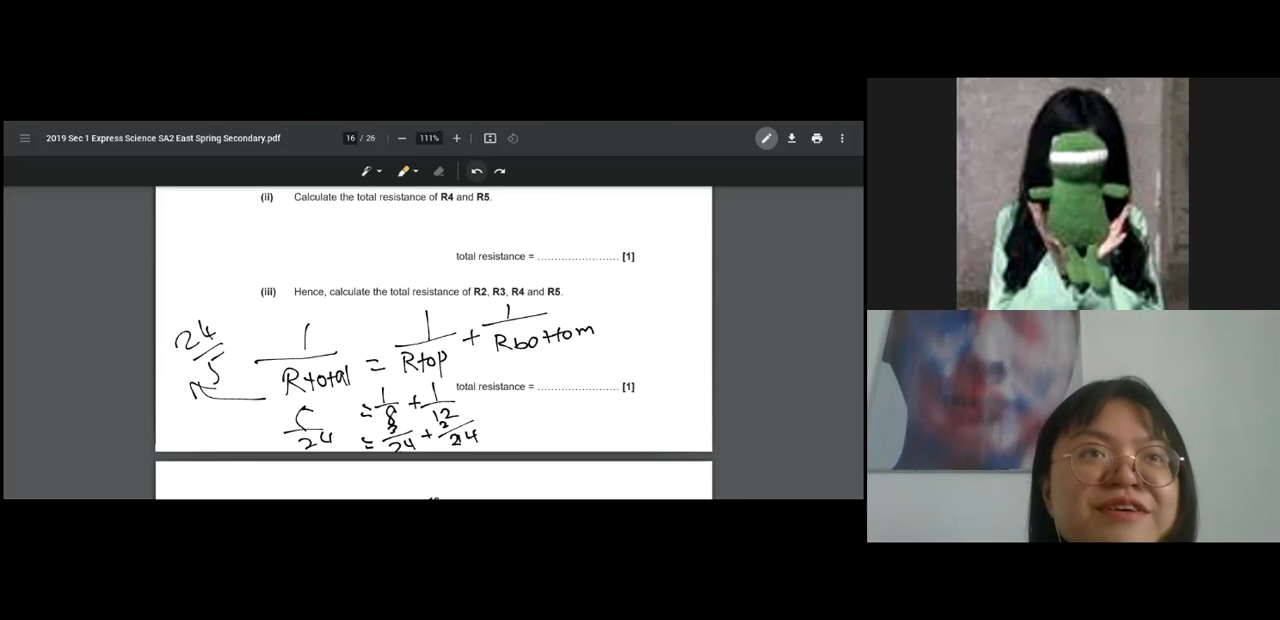 2019 Sec 1 Express Science SA2 East Spring Secondary.pdf 16 / 26 — 111% +
(ii) Calculate the total resistance of R4 and R5.
total resistance = ........................ [1]
(iii) Hence, calculate the total resistance of R2, R3, R4 and R5.
24/5
1/Rtotal = 1/Rtop + 1/Rbottom
total resistance = ........................ [1]
= 1/8 + 1/12
5/24 = 3/24 + 2/24